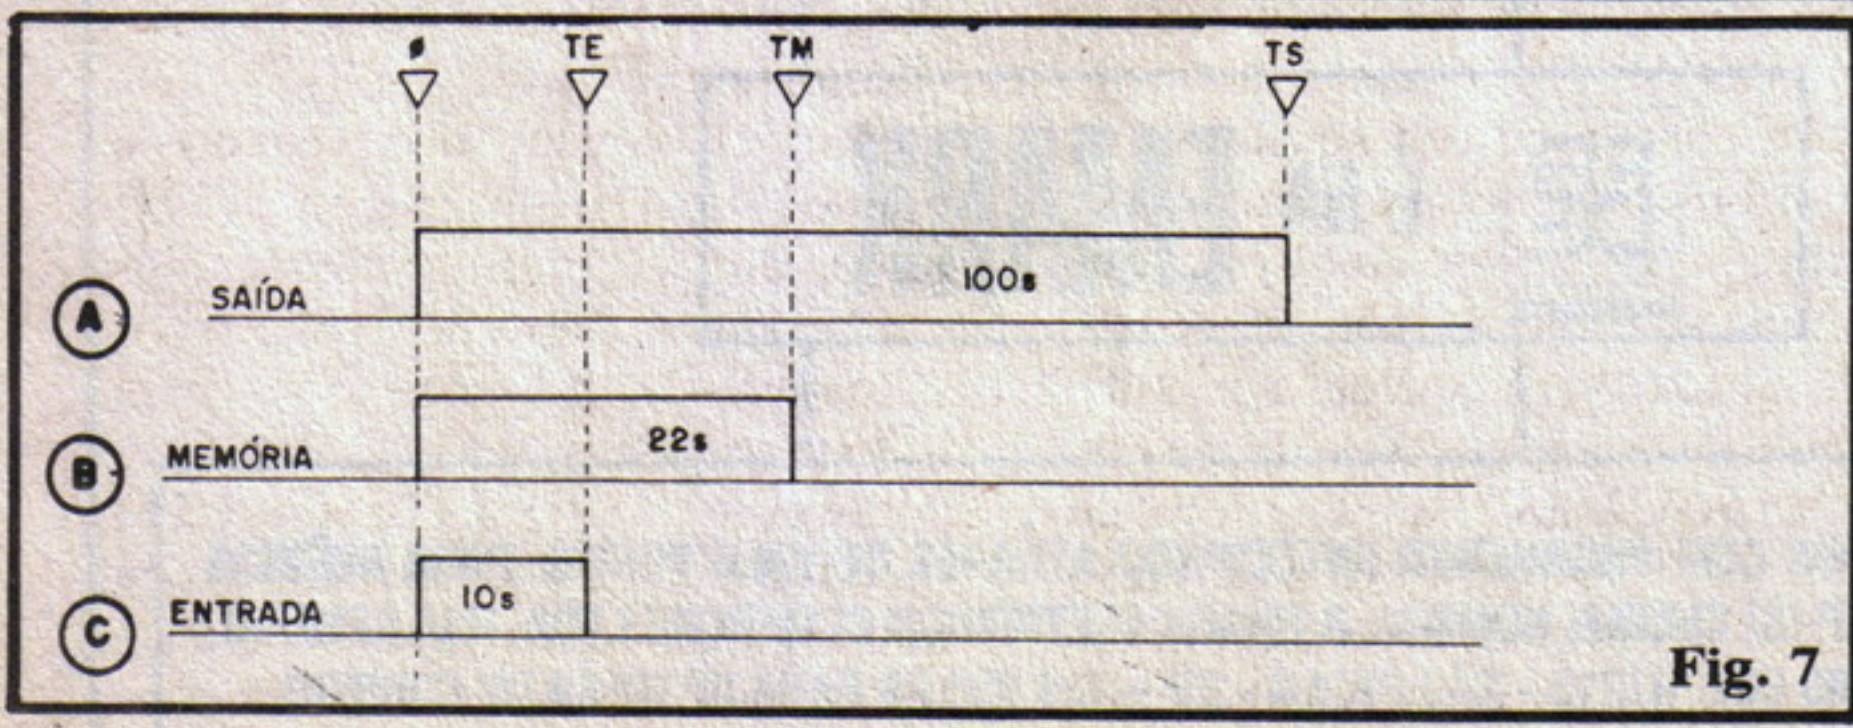 ø TE TM TS
100s
A SAÍDA
22s
B MEMÓRIA
10s
C ENTRADA
Fig. 7